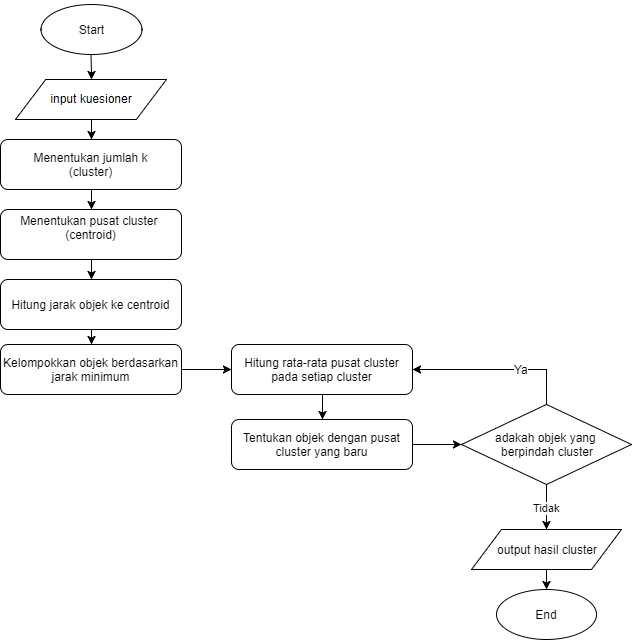 Start
input kuesioner
Menentukan jumlah k
(cluster)
Menentukan pusat cluster
(centroid)
Hitung jarak objek ke centroid
Kelompokkan objek berdasarkan
jarak minimum
Hitung rata-rata pusat cluster
pada setiap cluster
Ya
Tentukan objek dengan pusat
cluster yang baru
adakah objek yang
berpindah cluster
Tidak
output hasil cluster
End